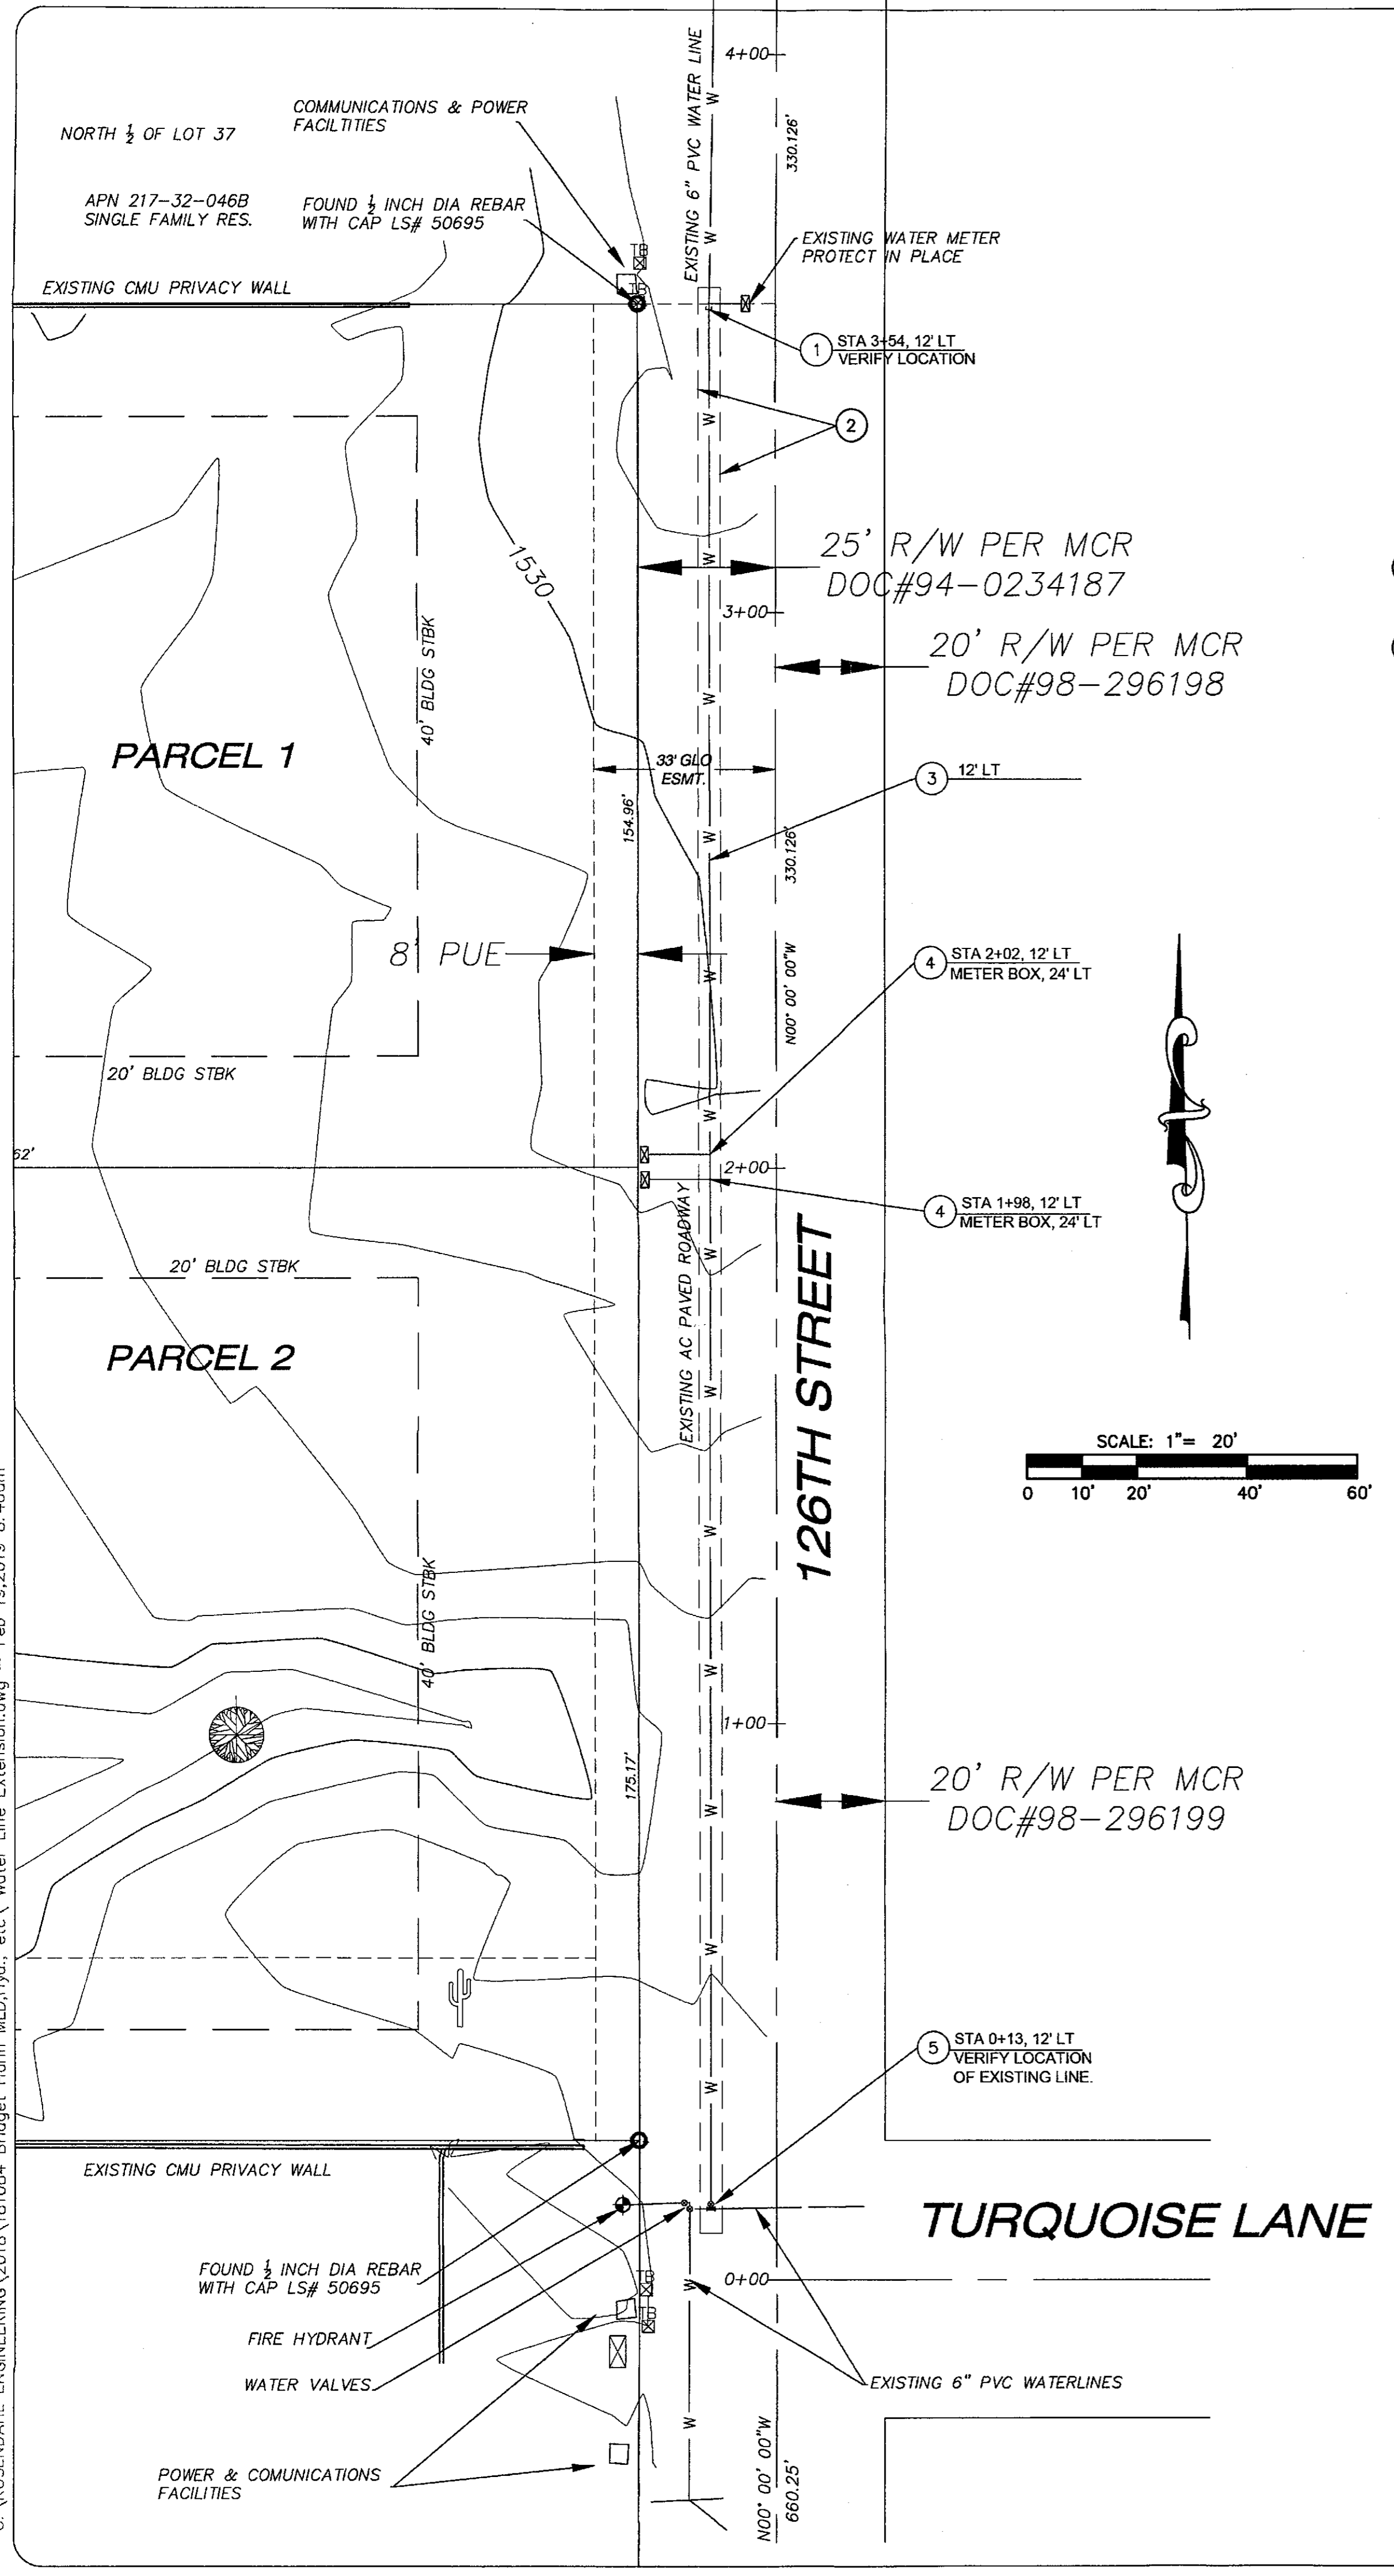 4+00
EXISTING 6" PVC WATER LINE
W
330.126'
COMMUNICATIONS & POWER
FACILTITIES
NORTH ½ OF LOT 37
APN 217-32-046B
SINGLE FAMILY RES.
FOUND ½ INCH DIA REBAR
WITH CAP LS# 50695
W
TB
EXISTING WATER METER
PROTECT IN PLACE
EXISTING CMU PRIVACY WALL
TB
1 STA 3+54, 12' LT
VERIFY LOCATION
W
2
25' R/W PER MCR
DOC#94-0234187
W
1530
3+00
20' R/W PER MCR
DOC#98-296198
40' BLDG STBK
W
PARCEL 1
33' GLO
ESMT.
3 12' LT
154.96'
W
330.126'
8' PUE
4 STA 2+02, 12' LT
METER BOX, 24' LT
W
N00° 00' 00"W
20' BLDG STBK
W
62'
2+00
4 STA 1+98, 12' LT
METER BOX, 24' LT
EXISTING AC PAVED ROADWAY
W
20' BLDG STBK
126TH STREET
PARCEL 2
W
SCALE: 1"= 20'
0 10' 20' 40' 60'
W
40' BLDG STBK
W
1+00
175.17'
20' R/W PER MCR
DOC#98-296199
W
W
5 STA 0+13, 12' LT
VERIFY LOCATION
OF EXISTING LINE.
W
EXISTING CMU PRIVACY WALL
TURQUOISE LANE
FOUND ½ INCH DIA REBAR
WITH CAP LS# 50695
TB
W
0+00
TB
FIRE HYDRANT
WATER VALVES
EXISTING 6" PVC WATERLINES
W
POWER & COMUNICATIONS
FACILITIES
N00° 00' 00"W
660.25'